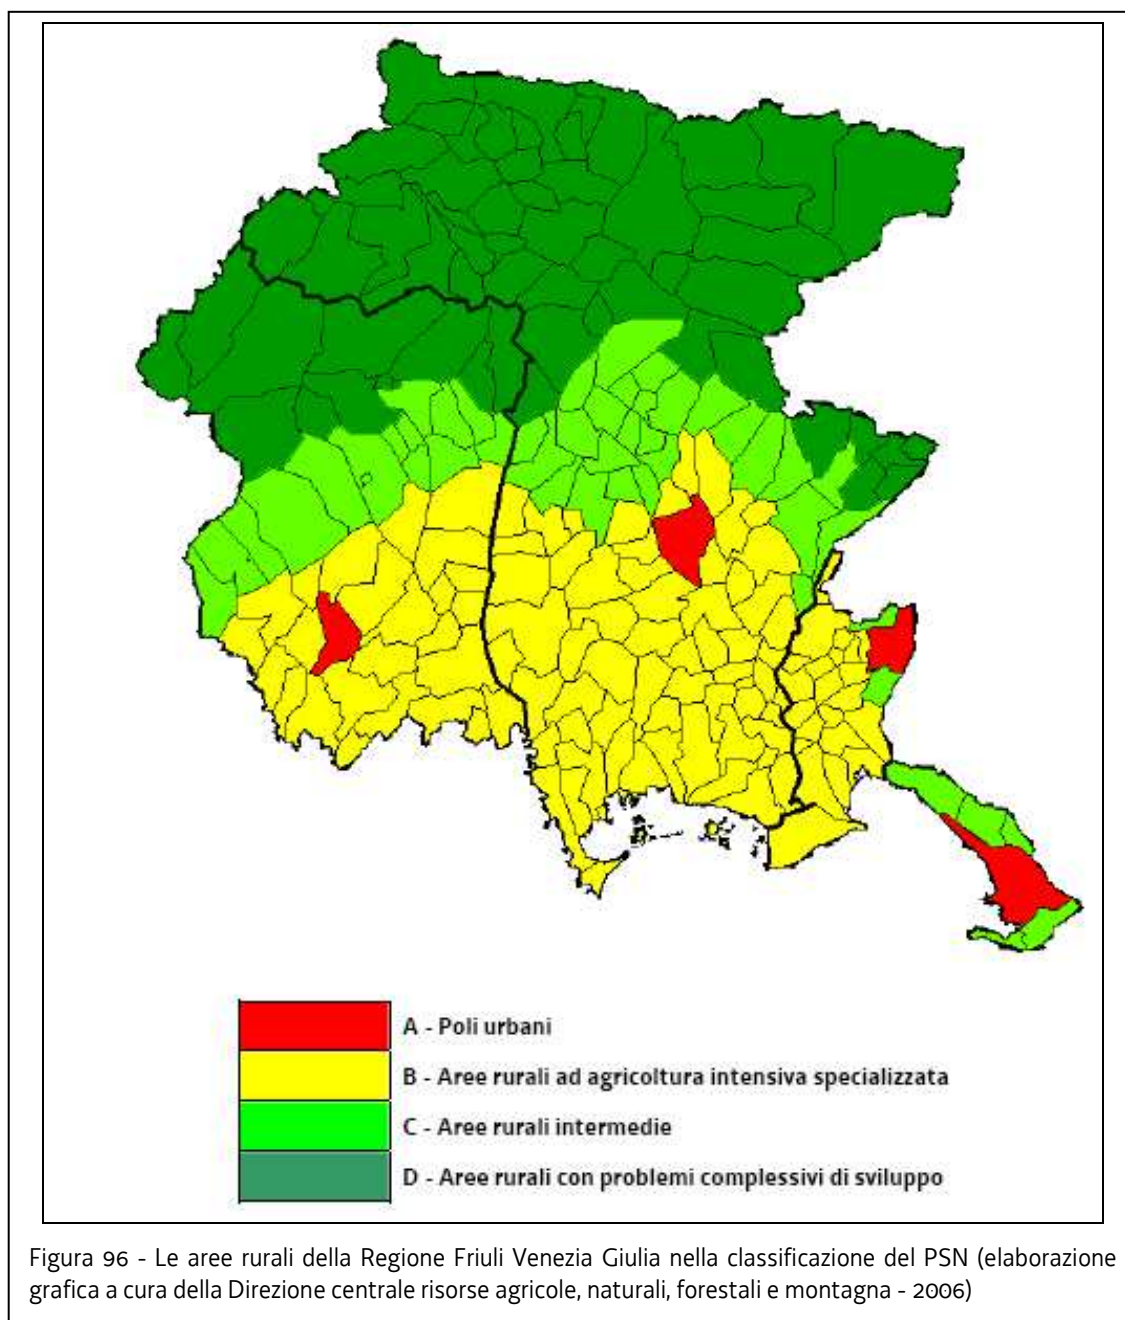 A - Poli urbani
B - Aree rurali ad agricoltura intensiva specializzata
C - Aree rurali intermedie
D - Aree rurali con problemi complessivi di sviluppo
Figura 96 - Le aree rurali della Regione Friuli Venezia Giulia nella classificazione del PSN (elaborazione
grafica a cura della Direzione centrale risorse agricole, naturali, forestali e montagna - 2006)